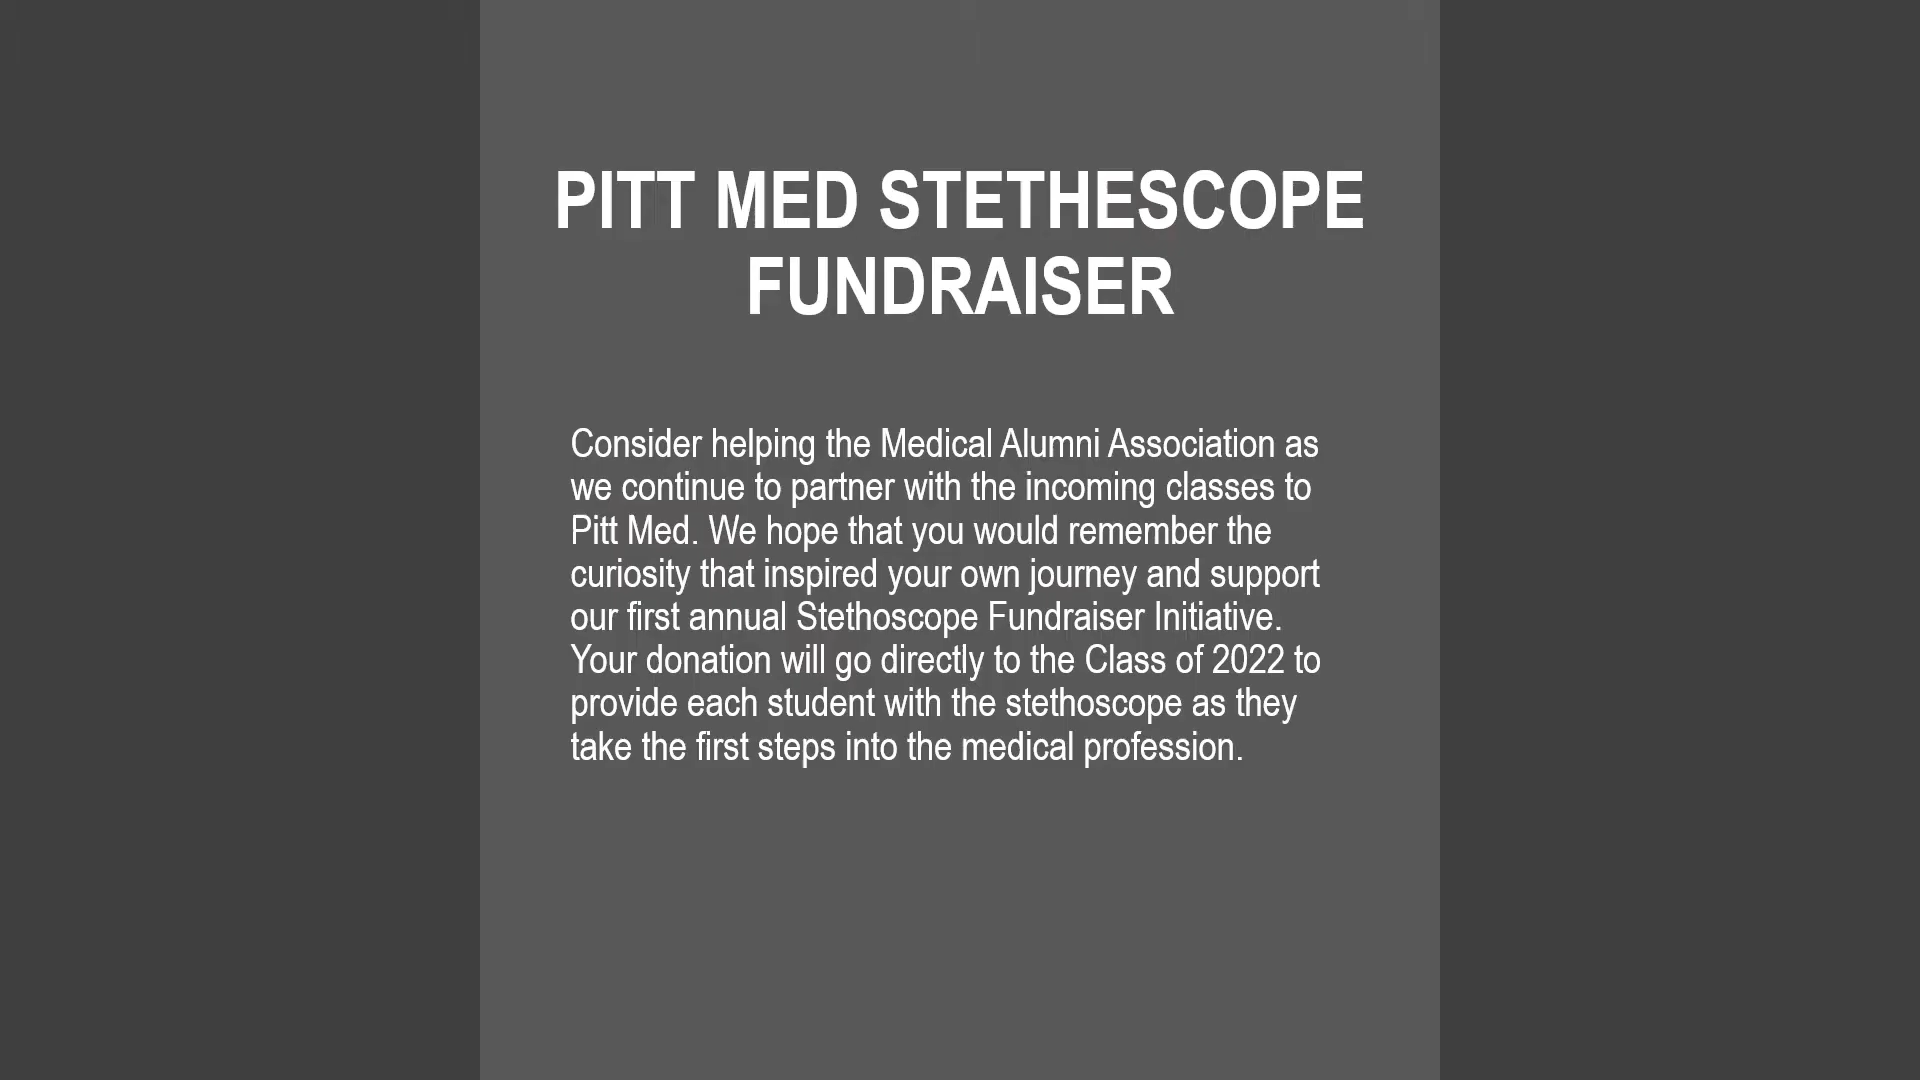 PITT MED STETHESCOPE
FUNDRAISER
Consider helping the Medical Alumni Association as
we continue to partner with the incoming classes to
Pitt Med. We hope that you would remember the
curiosity that inspired your own journey and support
our first annual Stethoscope Fundraiser Initiative.
Your donation will go directly to the Class of 2022 to
provide each student with the stethoscope as they
take the first steps into the medical profession.